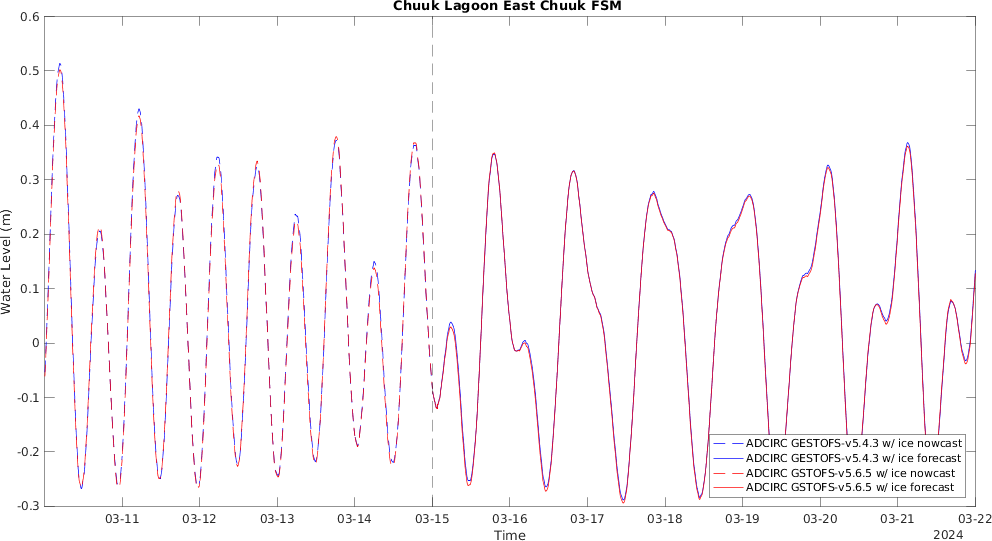 Chuuk Lagoon East Chuuk FSM
0.6
0.5
0.4
0.3
0.2
0.1
0
-0.1
-0.2
-0.3
Water Level (m)
ADCIRC GESTOFS-v5.4.3 w/ ice nowcast
ADCIRC GESTOFS-v5.4.3 w/ ice forecast
ADCIRC GSTOFS-v5.6.5 w/ ice nowcast
ADCIRC GSTOFS-v5.6.5 w/ ice forecast
03-11 03-12 03-13 03-14 03-15 03-16 03-17 03-18 03-19 03-20 03-21 03-22
Time
2024